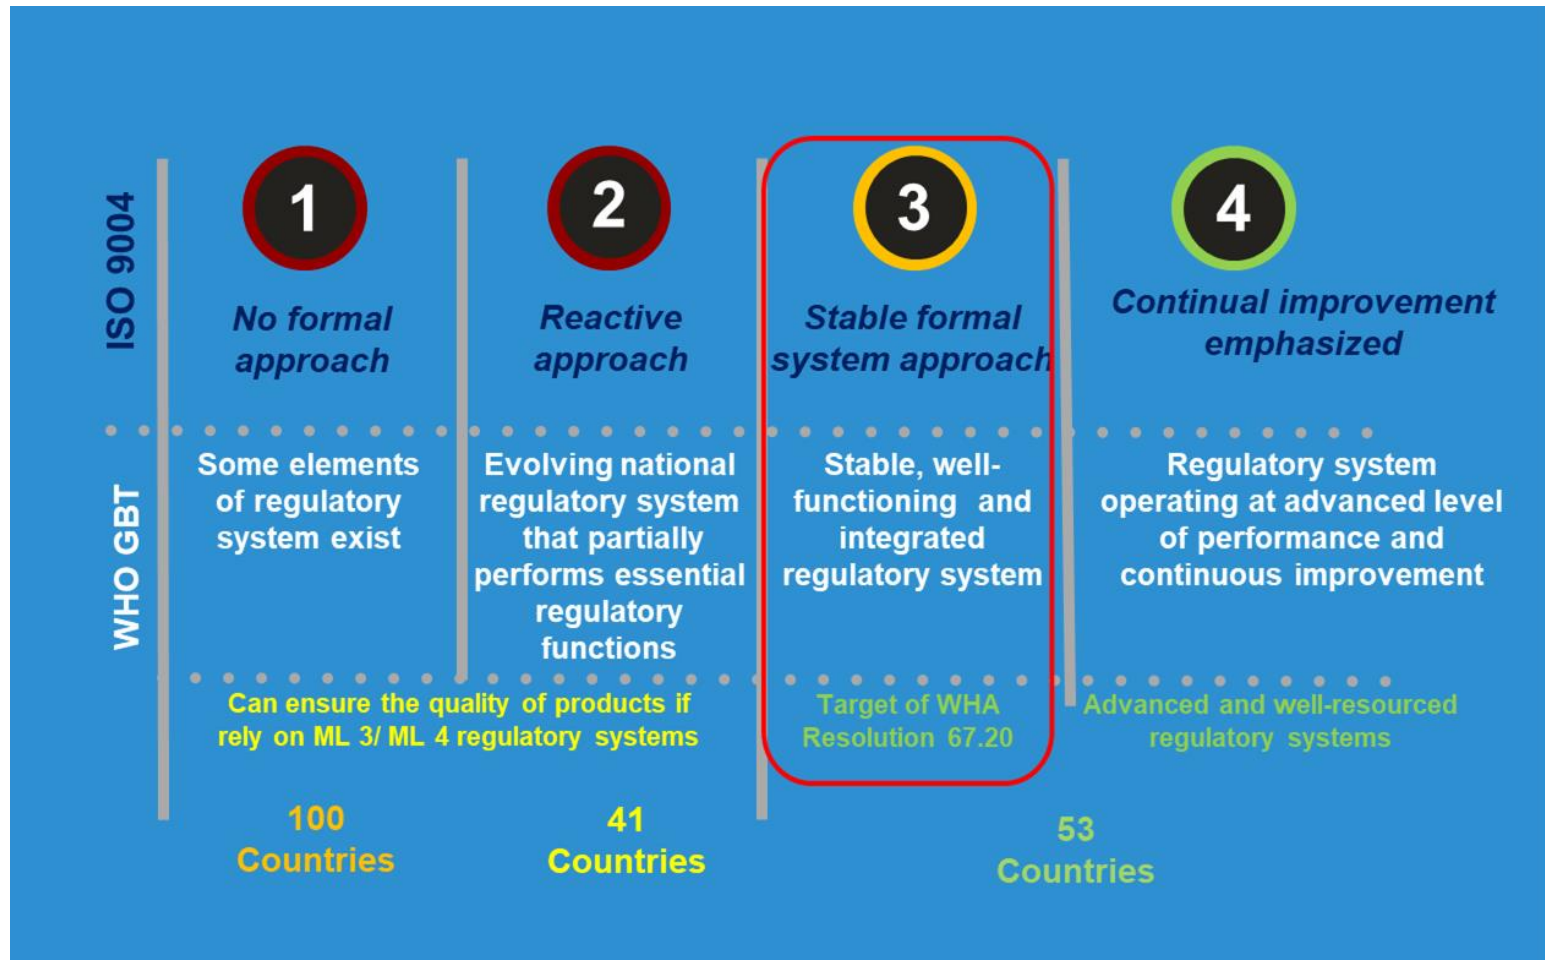 ISO 9004
1
2
3
4
No formal
approach
Reactive
approach
Stable formal
system approach
Continual improvement
emphasized
WHO GBT
Some elements
of regulatory
system exist
Evolving national
regulatory system
that partially
performs essential
regulatory
functions
Stable, well-
functioning and
integrated
regulatory system
Regulatory system
operating at advanced level
of performance and
continuous improvement
Can ensure the quality of products if
rely on ML 3/ ML 4 regulatory systems
Target of WHA
Resolution 67.20
Advanced and well-resourced
regulatory systems
100
Countries
41
Countries
53
Countries